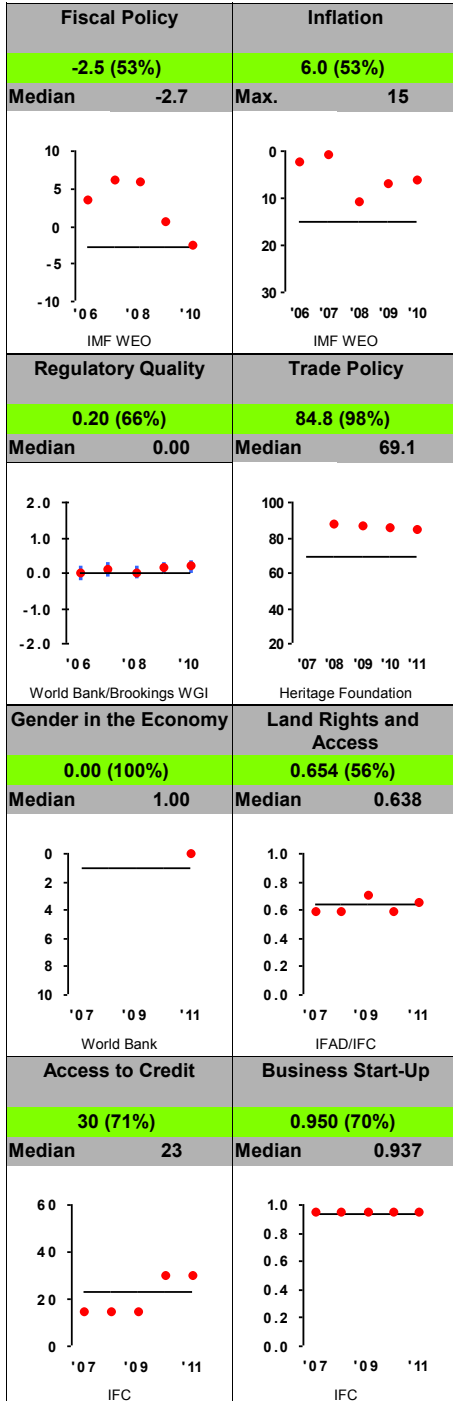 Fiscal Policy
-2.5 (53%)
Median -2.7
10
5
0
-5
-10
'06 '08 '10
IMF WEO
Inflation
6.0 (53%)
Max. 15
0
10
20
30
'06 '07 '08 '09 '10
IMF WEO
Regulatory Quality
0.20 (66%)
Median 0.00
2.0
1.0
0.0
-1.0
-2.0
'06 '08 '10
World Bank/Brookings WGI
Trade Policy
84.8 (98%)
Median 69.1
100
80
60
40
20
'07 '08 '09 '10 '11
Heritage Foundation
Gender in the Economy
0.00 (100%)
Median 1.00
0
2
4
6
8
10
'07 '09 '11
World Bank
Land Rights and
Access
0.654 (56%)
Median 0.638
1.0
0.8
0.6
0.4
0.2
0.0
'07 '09 '11
IFAD/IFC
Access to Credit
30 (71%)
Median 23
60
40
20
0
'07 '09 '11
IFC
Business Start-Up
0.950 (70%)
Median 0.937
1.0
0.8
0.6
0.4
0.2
0.0
'07 '09 '11
IFC